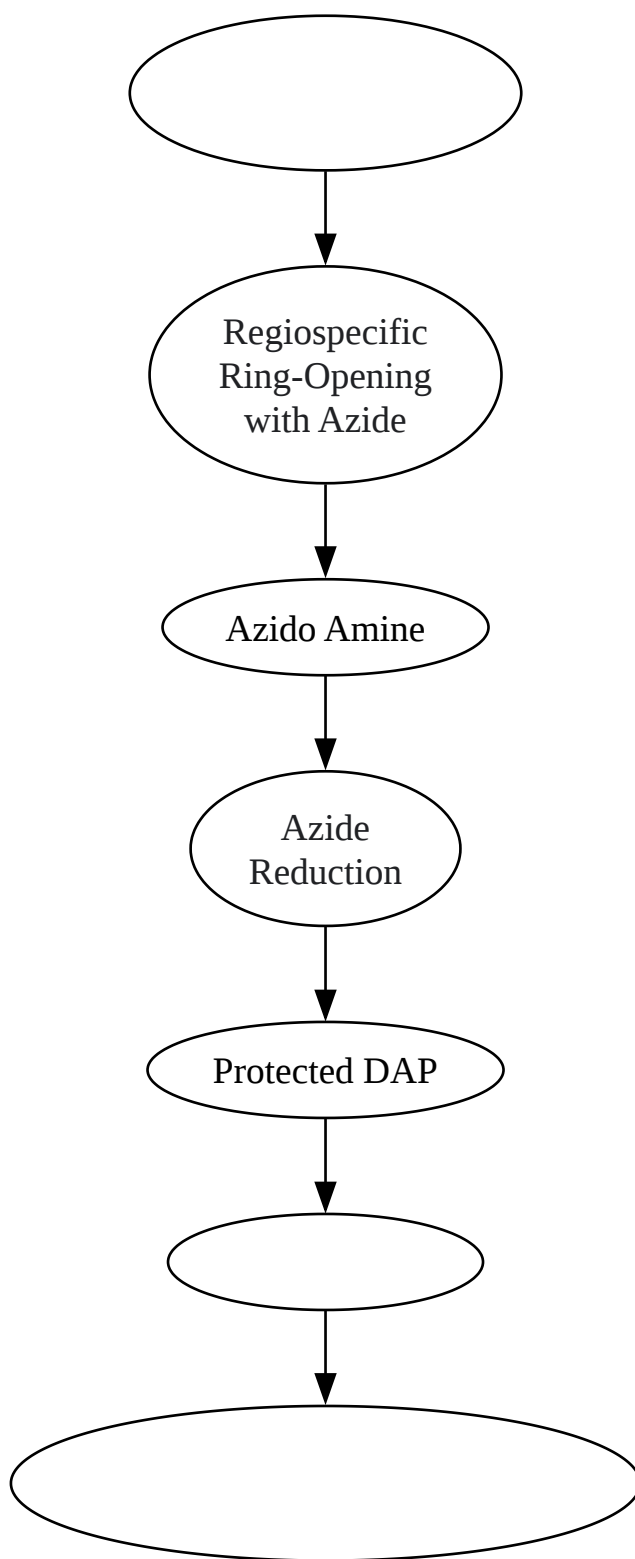 Regiospecific
Ring-Opening
with Azide
Azido Amine
Azide
Reduction
Protected DAP